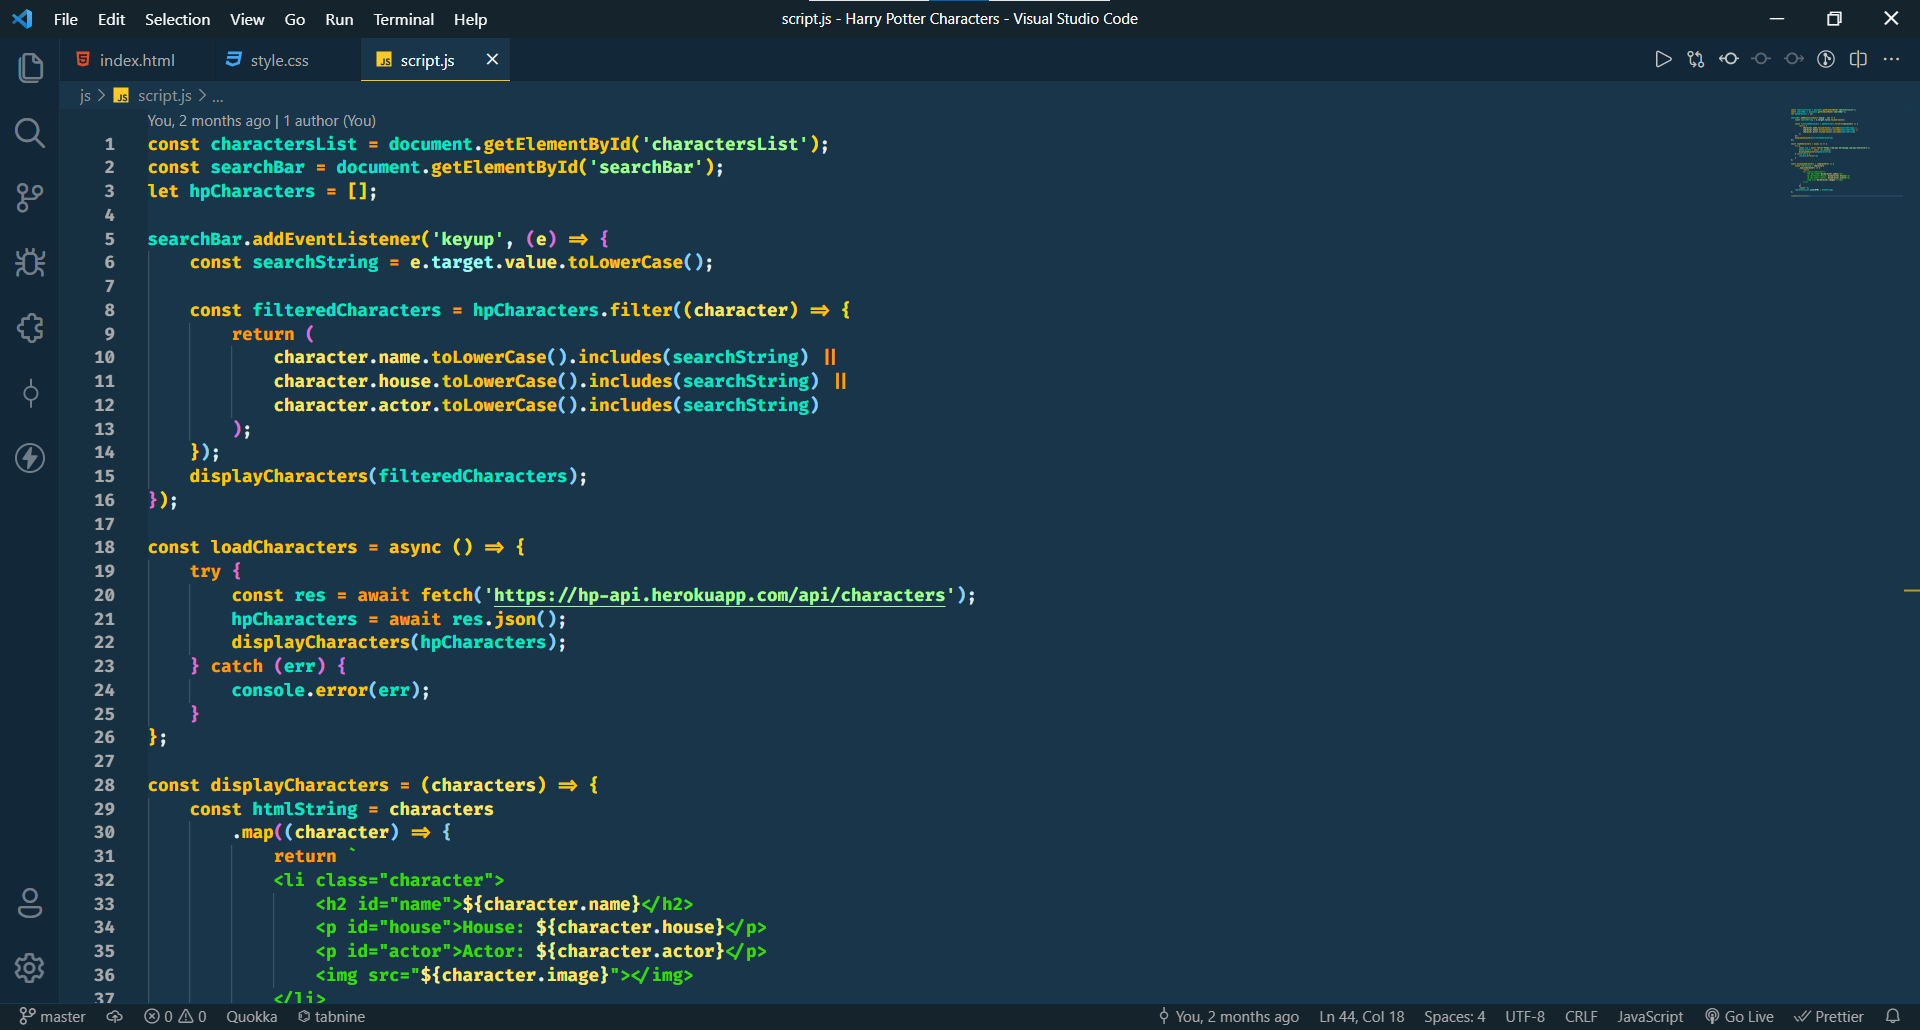 File Edit Selection View Go Run Terminal Help script.js - Harry Potter Characters - Visual Studio Code
index.html style.css JS script.js
js > JS script.js > ...
You, 2 months ago | 1 author (You)
1 const charactersList = document.getElementById('charactersList');
2 const searchBar = document.getElementById('searchBar');
3 let hpCharacters = [];
4
5 searchBar.addEventListener('keyup', (e) => {
6     const searchString = e.target.value.toLowerCase();
7
8     const filteredCharacters = hpCharacters.filter((character) => {
9         return (
10             character.name.toLowerCase().includes(searchString) ||
11             character.house.toLowerCase().includes(searchString) ||
12             character.actor.toLowerCase().includes(searchString)
13         );
14     });
15     displayCharacters(filteredCharacters);
16 });
17
18 const loadCharacters = async () => {
19     try {
20         const res = await fetch('https://hp-api.herokuapp.com/api/characters');
21         hpCharacters = await res.json();
22         displayCharacters(hpCharacters);
23     } catch (err) {
24         console.error(err);
25     }
26 };
27
28 const displayCharacters = (characters) => {
29     const htmlString = characters
30         .map((character) => {
31             return `
32             <li class="character">
33                 <h2 id="name">${character.name}</h2>
34                 <p id="house">House: ${character.house}</p>
35                 <p id="actor">Actor: ${character.actor}</p>
36                 <img src="${character.image}"></img>
37             </li>
master 0 0 Quokka tabnine You, 2 months ago Ln 44, Col 18 Spaces: 4 UTF-8 CRLF JavaScript Go Live Prettier